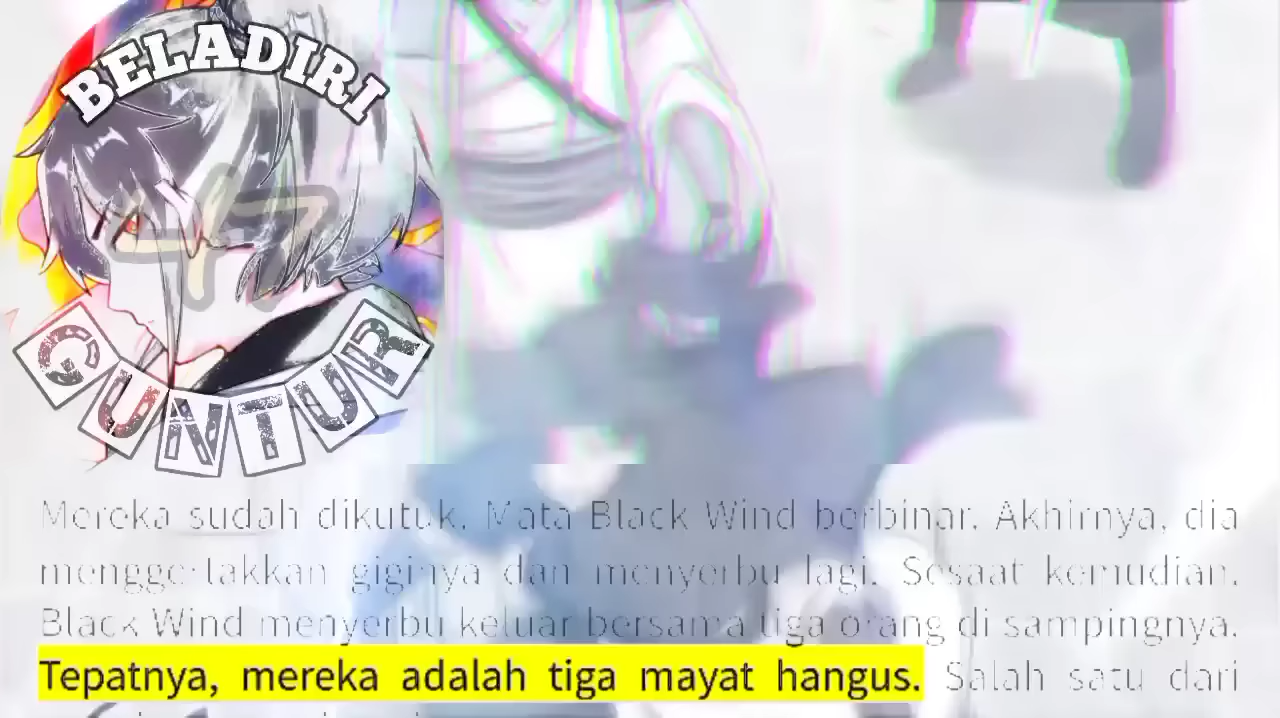 BELADIRI
GUNTUR
Mereka sudah dikutuk. Mata Black Wind berbinar. Akhirnya, dia
menggertakkan giginya dan menyerbu lagi. Sesaat kemudian,
Black Wind menyerbu keluar bersama tiga orang di sampingnya.
Tepatnya, mereka adalah tiga mayat hangus. Salah satu dari